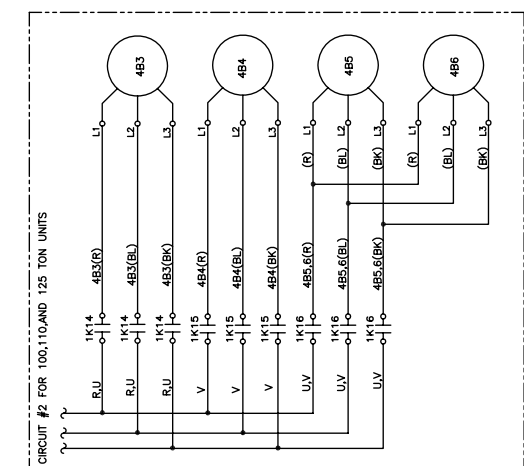 4B3
4B4
4B5
4B6
L1
L2
L3
L1
L2
L3
L1
L2
L3
L1
L2
L3
(R)
(BL)
(BK)
(R)
(BL)
(BK)
4B3(R)
4B3(BL)
4B3(BK)
4B4(R)
4B4(BL)
4B4(BK)
4B5,6(R)
4B5,6(BL)
4B5,6(BK)
1K14
1K14
1K14
1K15
1K15
1K15
1K16
1K16
1K16
R,U
R,U
R,U
V
V
V
U,V
U,V
U,V
CIRCUIT #2 FOR 100,110,AND 125 TON UNITS